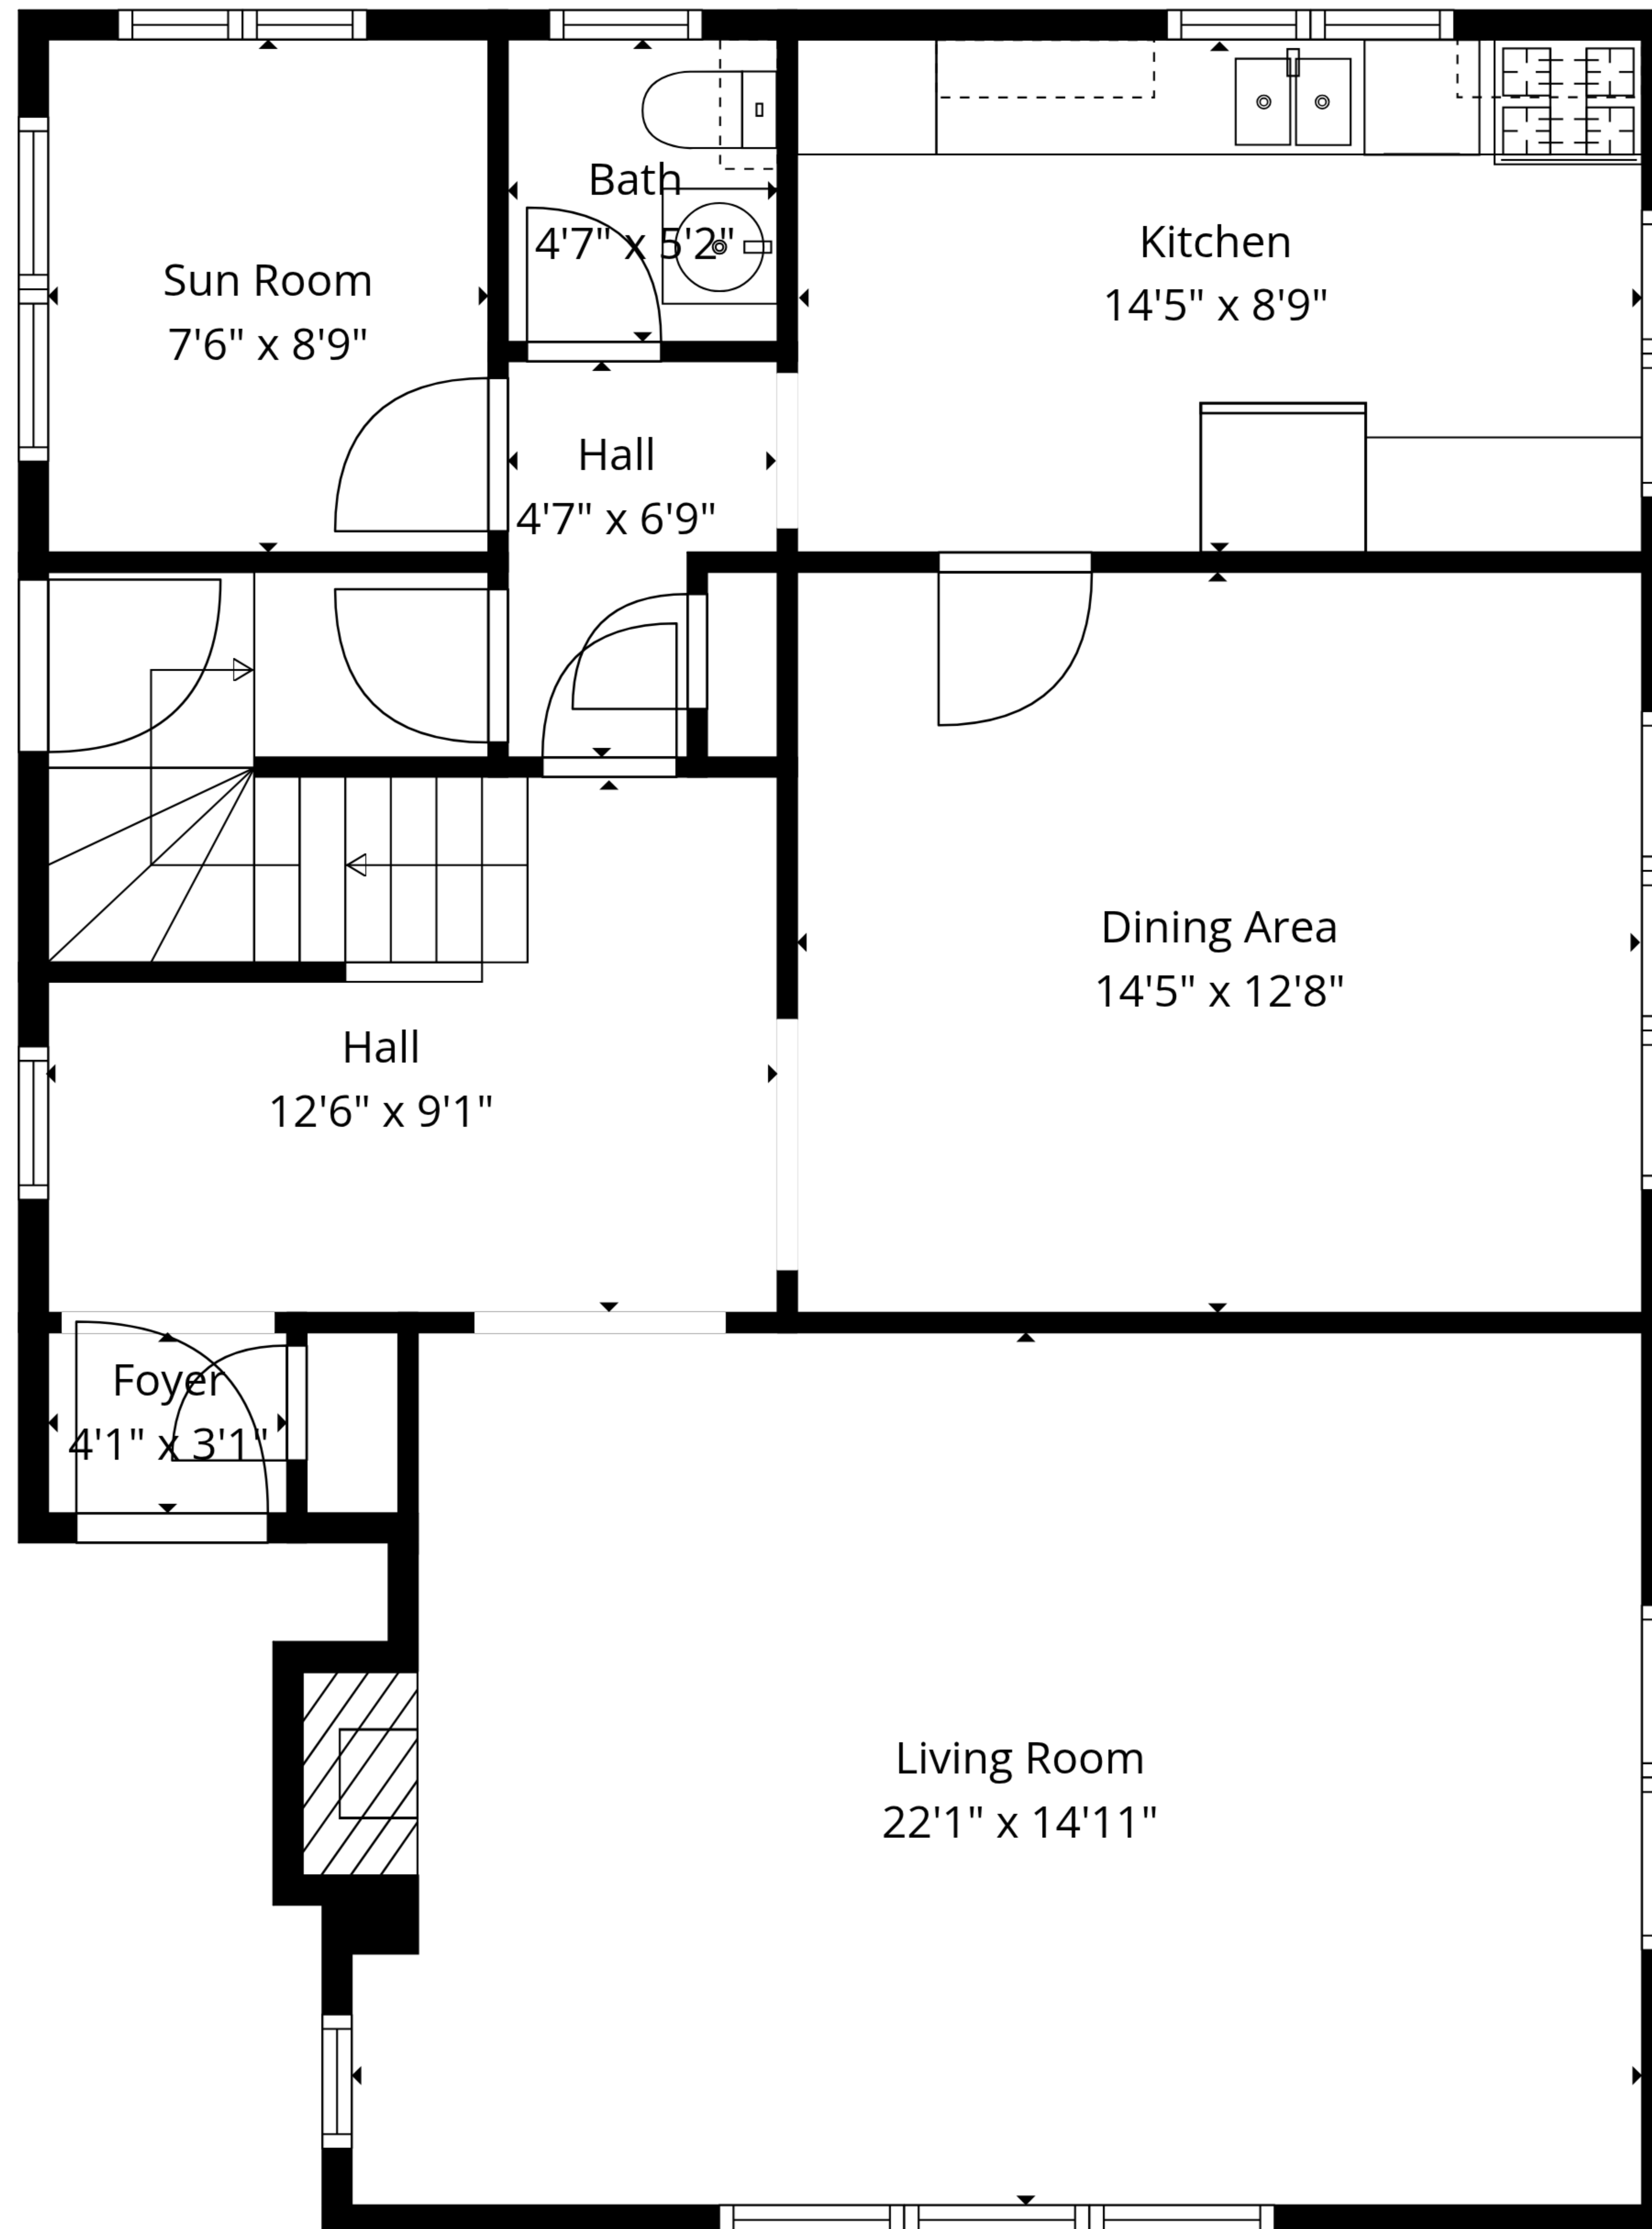 Sun Room
7'6" x 8'9"
Bath
4'7" x 5'2"
Kitchen
14'5" x 8'9"
Hall
4'7" x 6'9"
Dining Area
14'5" x 12'8"
Hall
12'6" x 9'1"
Foyer
4'1" x 3'1"
Living Room
22'1" x 14'11"